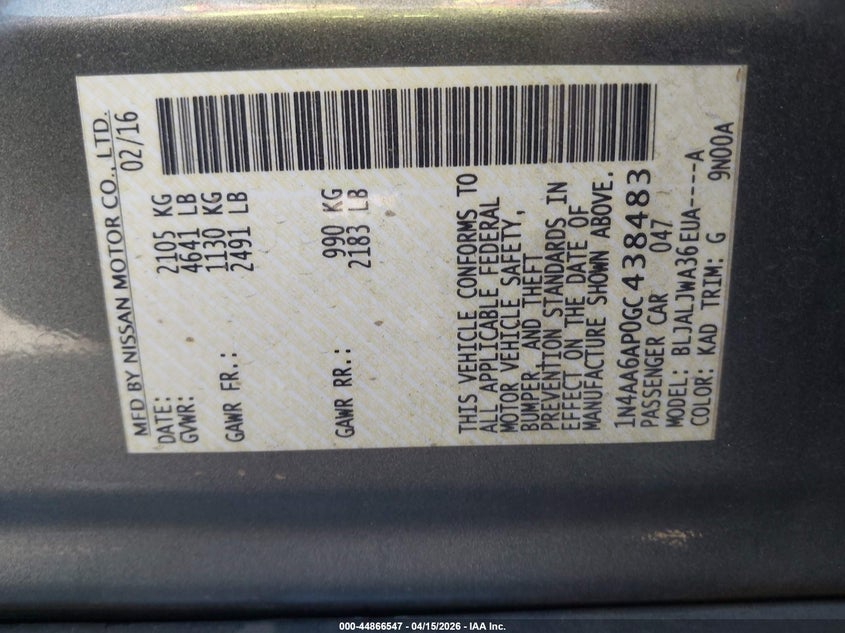 MFD BY NISSAN MOTOR CO., LTD.
DATE: 02/16
GVWR: 2105 KG
4641 LB
GAWR FR.: 1130 KG
2491 LB
GAWR RR.: 990 KG
2183 LB
THIS VEHICLE CONFORMS TO
ALL APPLICABLE FEDERAL
MOTOR VEHICLE SAFETY,
BUMPER AND THEFT
PREVENTION STANDARDS IN
EFFECT ON THE DATE OF
MANUFACTURE SHOWN ABOVE.
1N4AA6AP0GC438483
PASSENGER CAR 047
MODEL: BLJALJWA36EUA----A
COLOR: KAD TRIM: G 9N00A
000-44866547 - 04/15/2026 - IAA Inc.